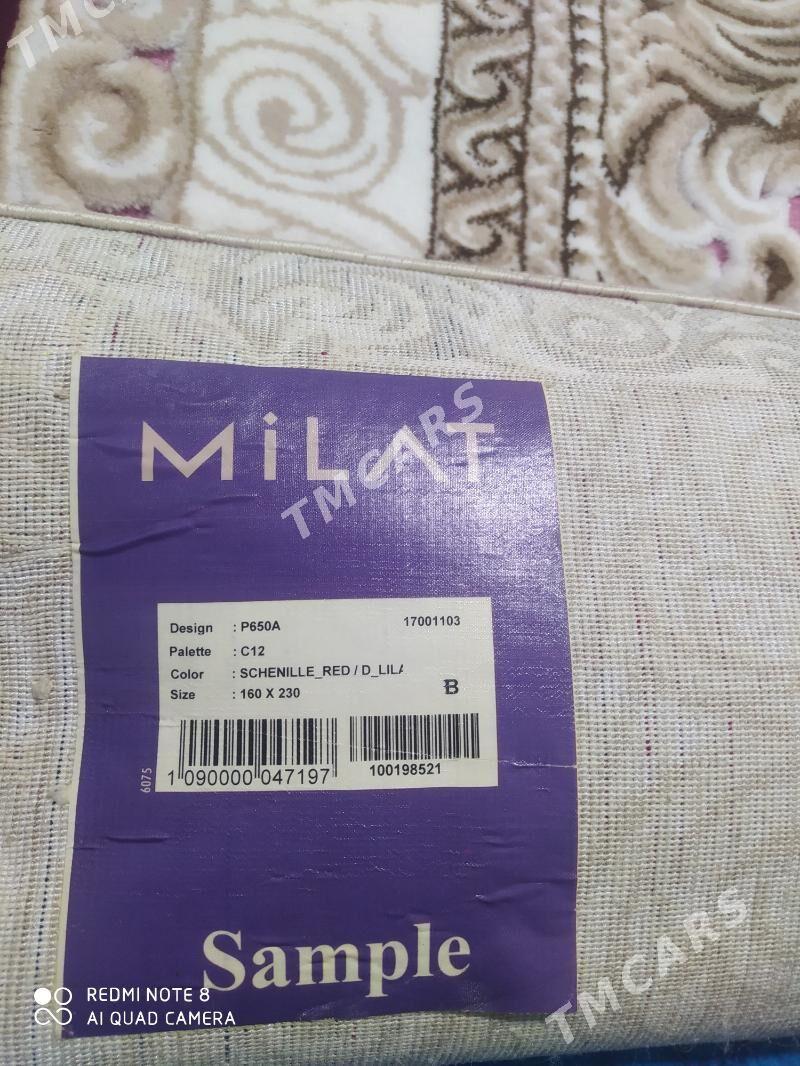 TMCARS
MiLAT
TMCARS
Design : P650A 17001103
Palette : C12
Color : SCHENILLE_RED / D_LILA
Size : 160 X 230
B
6075
1 090000 047197
100198521
Sample
TMCARS
REDMI NOTE 8
AI QUAD CAMERA